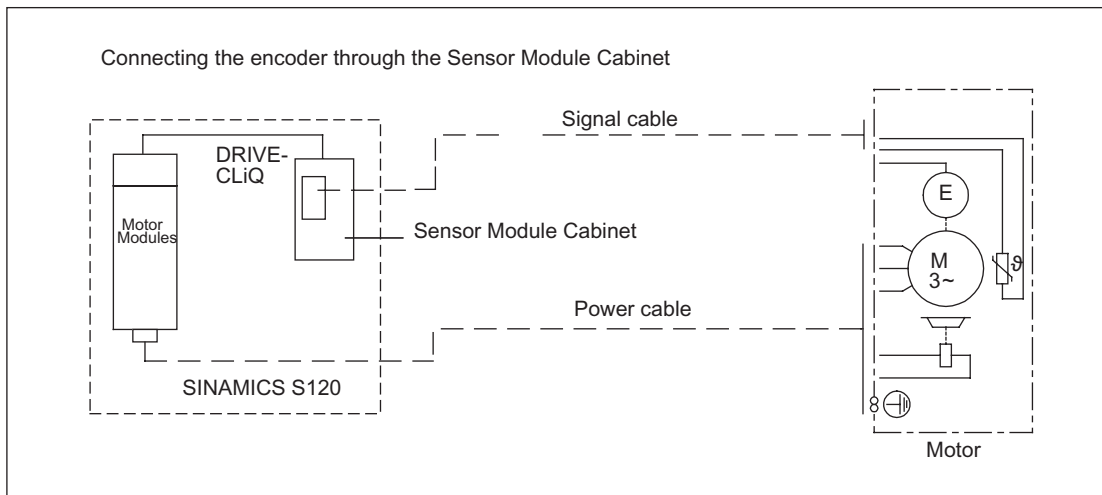 Connecting the encoder through the Sensor Module Cabinet
Signal cable
DRIVE-
CLiQ
E
Motor
Modules
Sensor Module Cabinet
M
3~
ϑ
Power cable
SINAMICS S120
Motor